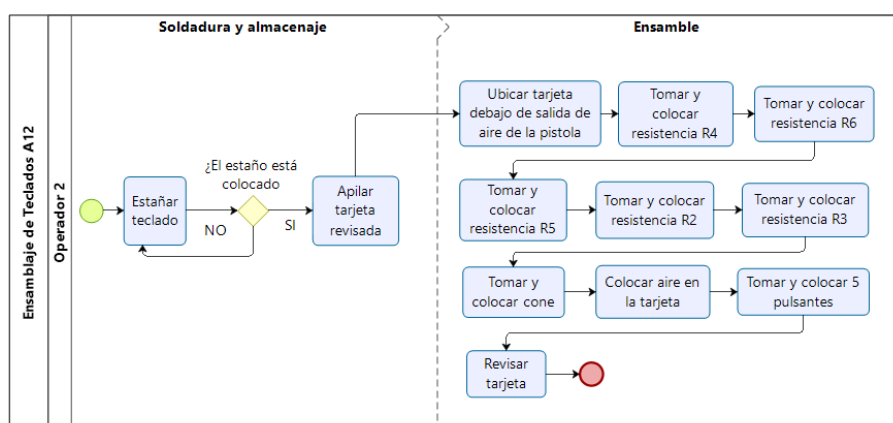 Ensamblaje de Teclados A12
Operador 2
Soldadura y almacenaje
Ensamble
Estañar
teclado
¿El estaño está
colocado
NO
SI
Apilar
tarjeta
revisada
Ubicar tarjeta
debajo de salida de
aire de la pistola
Tomar y
colocar
resistencia R4
Tomar y colocar
resistencia R6
Tomar y
colocar
resistencia R5
Tomar y colocar
resistencia R2
Tomar y colocar
resistencia R3
Tomar y
colocar cone
Colocar aire en
la tarjeta
Tomar y colocar 5
pulsantes
Revisar
tarjeta